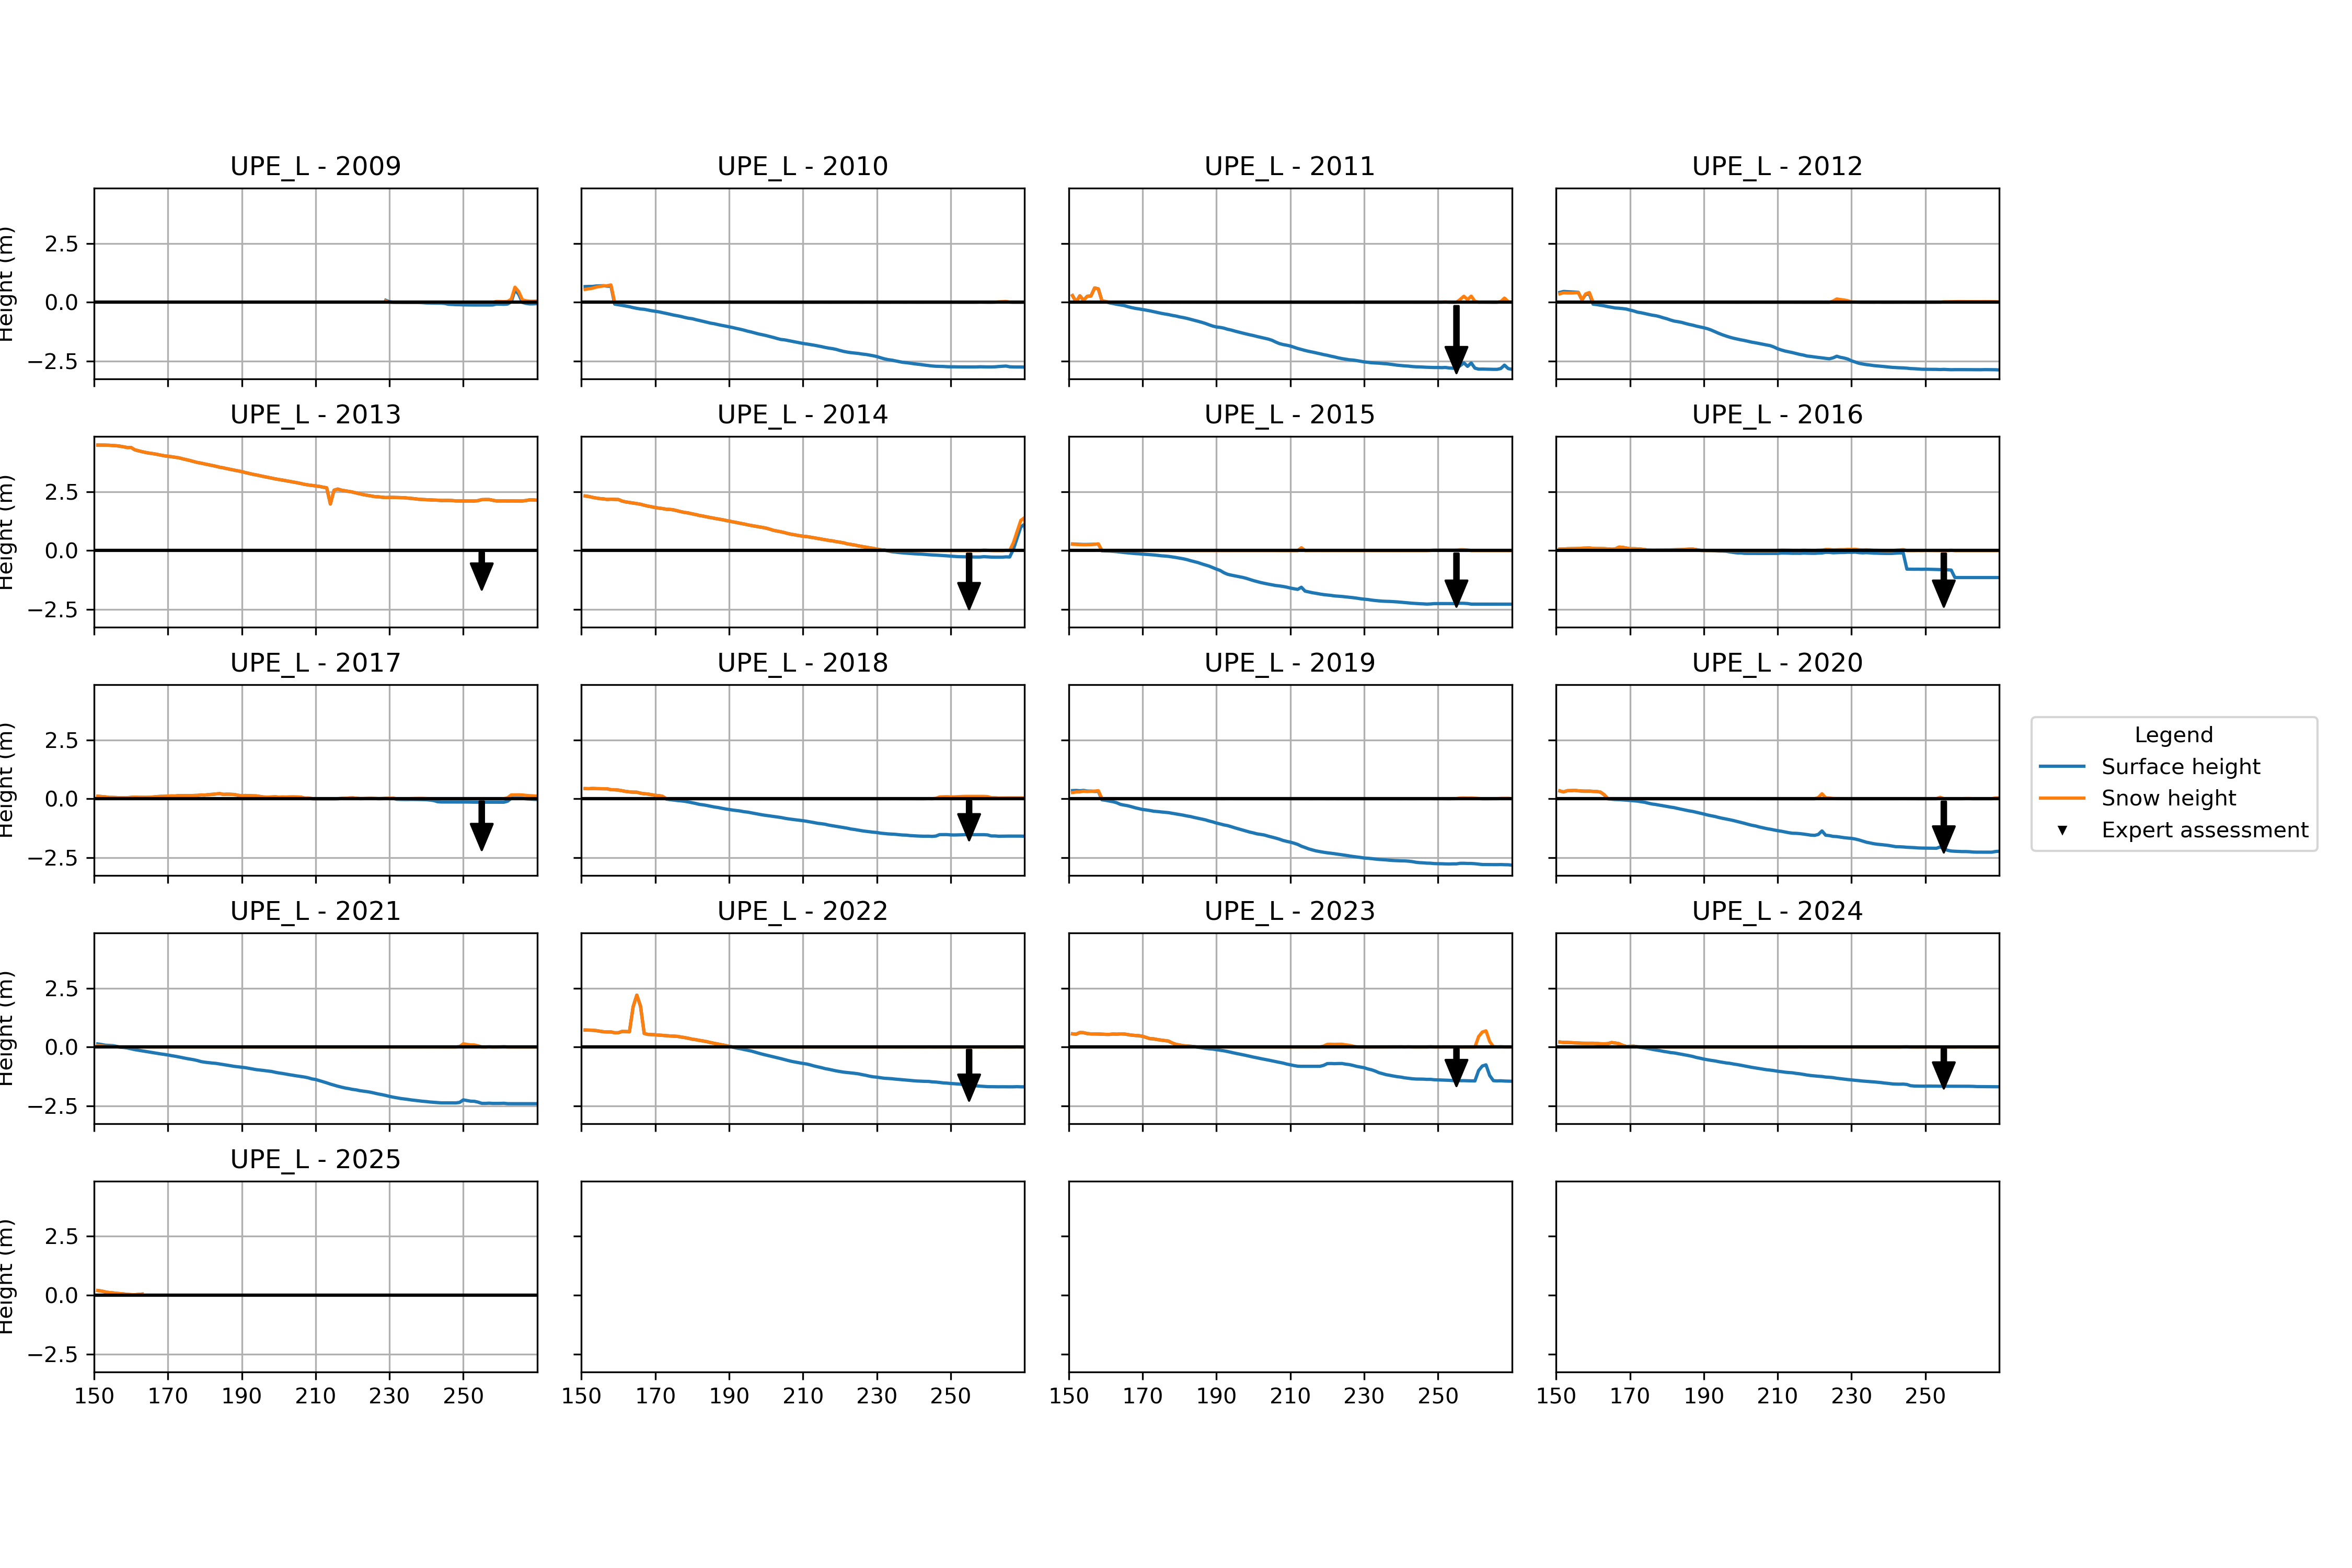 UPE_L - 2009
UPE_L - 2010
UPE_L - 2011
UPE_L - 2012
Height (m)
2.5
0.0
−2.5
UPE_L - 2013
UPE_L - 2014
UPE_L - 2015
UPE_L - 2016
Height (m)
2.5
0.0
−2.5
UPE_L - 2017
UPE_L - 2018
UPE_L - 2019
UPE_L - 2020
Height (m)
2.5
0.0
−2.5
Legend
Surface height
Snow height
Expert assessment
UPE_L - 2021
UPE_L - 2022
UPE_L - 2023
UPE_L - 2024
Height (m)
2.5
0.0
−2.5
UPE_L - 2025
Height (m)
2.5
0.0
−2.5
150 170 190 210 230 250
150 170 190 210 230 250
150 170 190 210 230 250
150 170 190 210 230 250